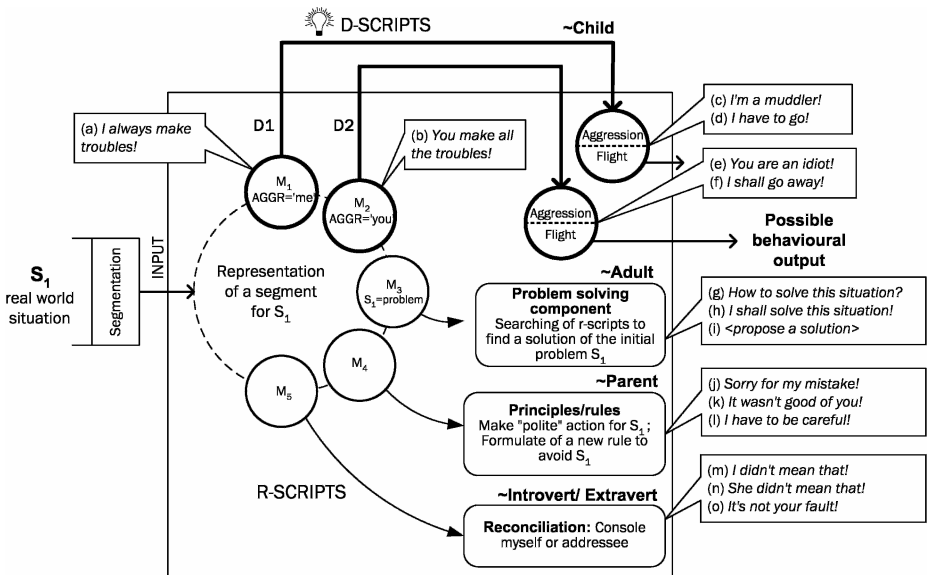 D-SCRIPTS
~Child
(a) I always make
troubles!
D1
D2
(b) You make all
the troubles!
Aggression
Flight
(c) I'm a muddler!
(d) I have to go!
M1
AGGR='me'
M2
AGGR='you'
Aggression
Flight
(e) You are an idiot!
(f) I shall go away!
Possible
behavioural
output
S1
real world
situation
Segmentation
INPUT
Representation
of a segment
for S1
M3
S1=problem
M4
M5
~Adult
Problem solving
component
Searching of r-scripts to
find a solution of the initial
problem S1
(g) How to solve this situation?
(h) I shall solve this situation!
(i) <propose a solution>
~Parent
Principles/rules
Make "polite" action for S1;
Formulate of a new rule to
avoid S1
(j) Sorry for my mistake!
(k) It wasn't good of you!
(l) I have to be careful!
R-SCRIPTS
~Introvert/ Extravert
Reconciliation: Console
myself or addressee
(m) I didn't mean that!
(n) She didn't mean that!
(o) It's not your fault!